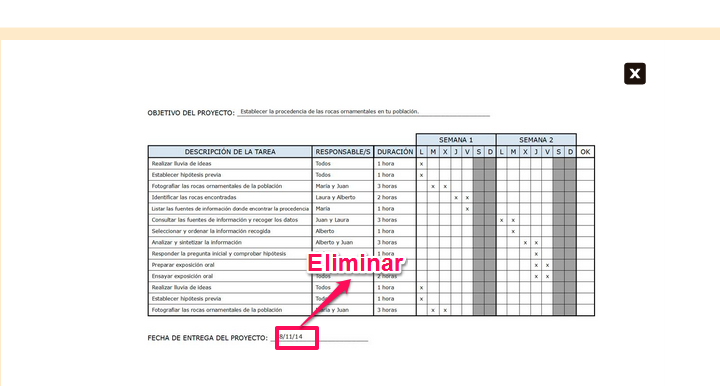 X
OBJETIVO DEL PROYECTO: Establecer la procedencia de las rocas ornamentales en tu población.
SEMANA 1 SEMANA 2
DESCRIPCIÓN DE LA TAREA RESPONSABLE/S DURACIÓN L M X J V S D L M X J V S D OK
Realizar lluvia de ideas Todos 1 hora x
Establecer hipótesis previa Todos 1 hora x
Fotografiar las rocas ornamentales de la población María y Juan 3 horas x x
Identificar las rocas encontradas Laura y Alberto 2 horas x x
Listar las fuentes de información donde encontrar la procedencia María 1 hora x
Consultar las fuentes de información y recoger los datos Juan y Laura 3 horas x x
Seleccionar y ordenar la información recogida Alberto 1 hora x
Analizar y sintetizar la información Alberto y Juan 3 horas x x
Responder la pregunta inicial y comprobar hipótesis 1 hora x
Preparar exposición oral 2 horas x x
Eliminar
Ensayar exposición oral Todos 2 horas x x
Realizar lluvia de ideas Todos 1 hora x
Establecer hipótesis previa 1 hora x
Fotografiar las rocas ornamentales de la población y Juan 3 horas x x
FECHA DE ENTREGA DEL PROYECTO: 8/11/14